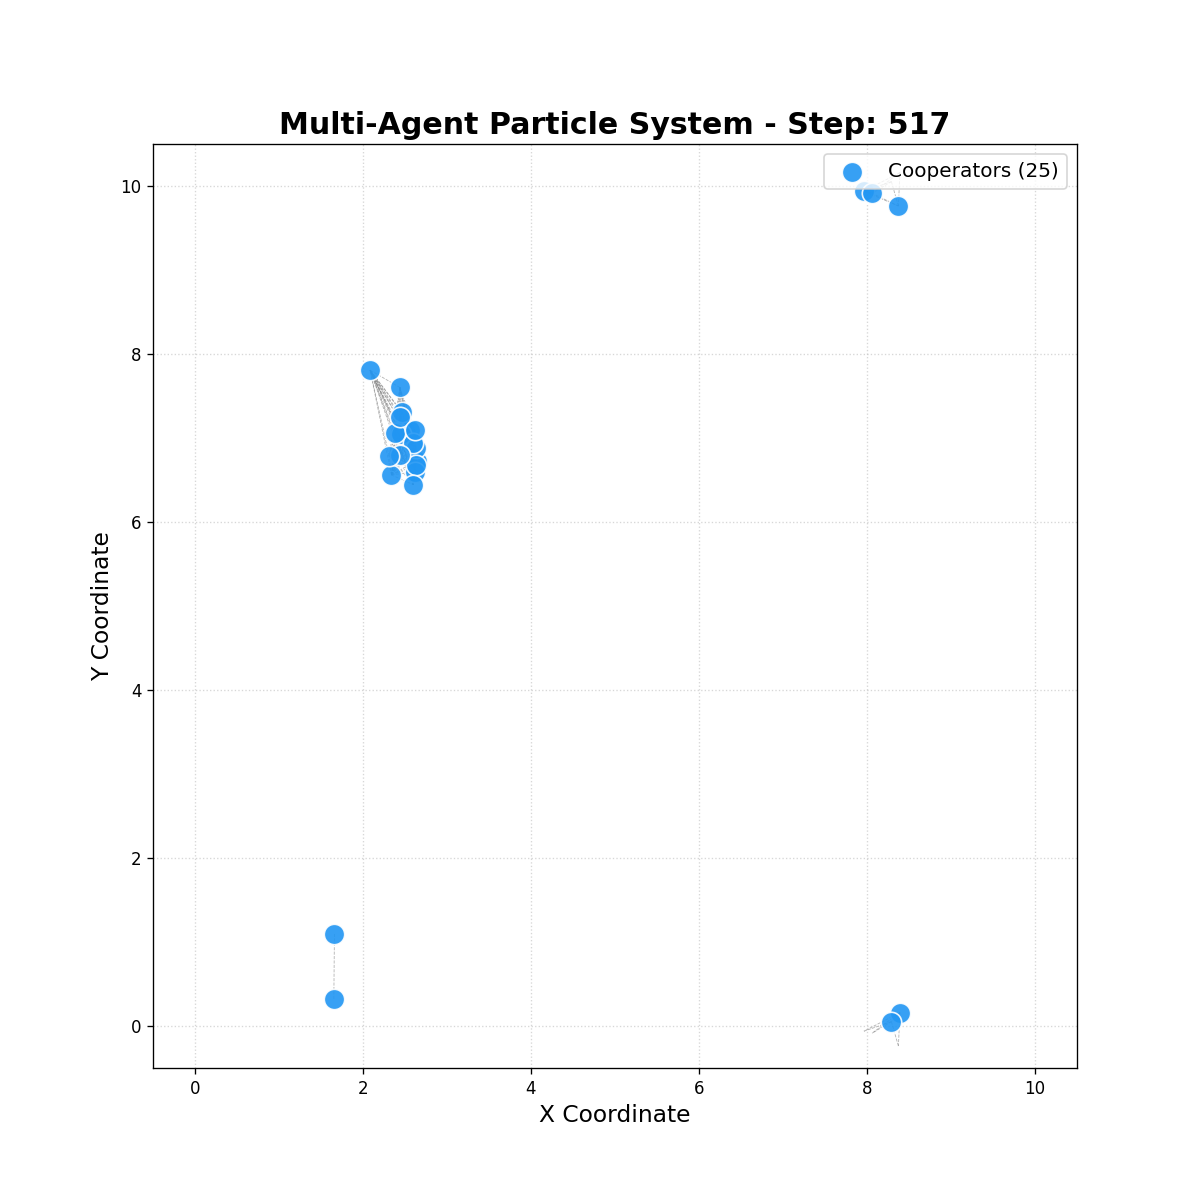 Multi-Agent Particle System - Step: 517
Cooperators (25)
10
8
6
4
2
0
Y Coordinate
0 2 4 6 8 10
X Coordinate